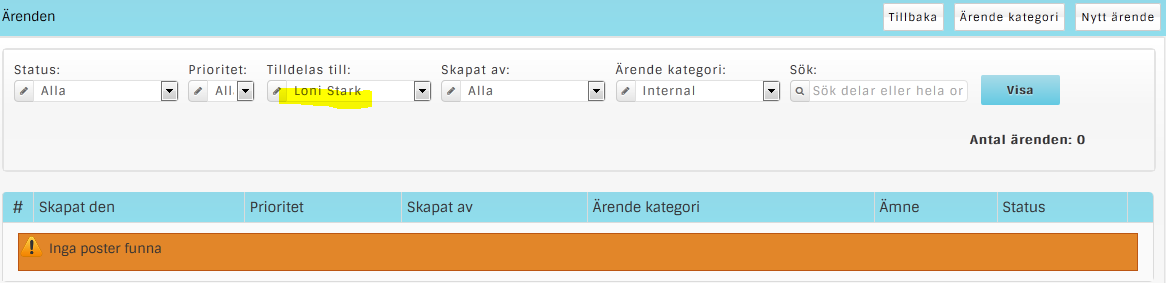 Ärenden Tillbaka Ärende kategori Nytt ärende
Status: Prioritet: Tilldelas till: Skapat av: Ärende kategori: Sök:
Alla All Loni Stark Alla Internal Sök delar eller hela or Visa
Antal ärenden: 0
# Skapat den Prioritet Skapat av Ärende kategori Ämne Status
Inga poster funna